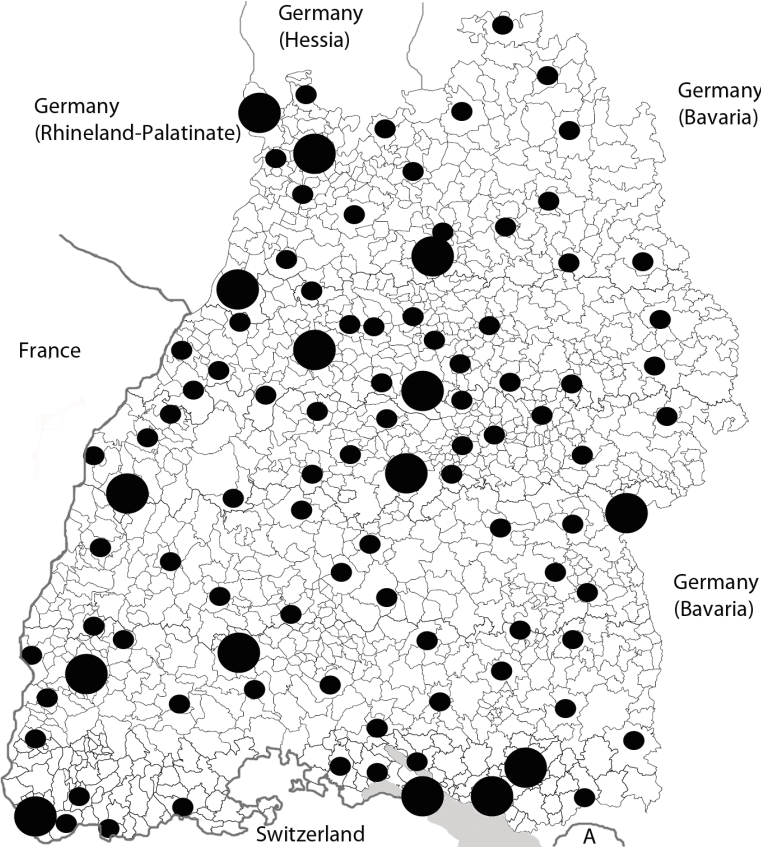 Germany
(Hessia)
Germany
(Bavaria)
Germany
(Rhineland-Palatinate)
France
Germany
(Bavaria)
Switzerland
A